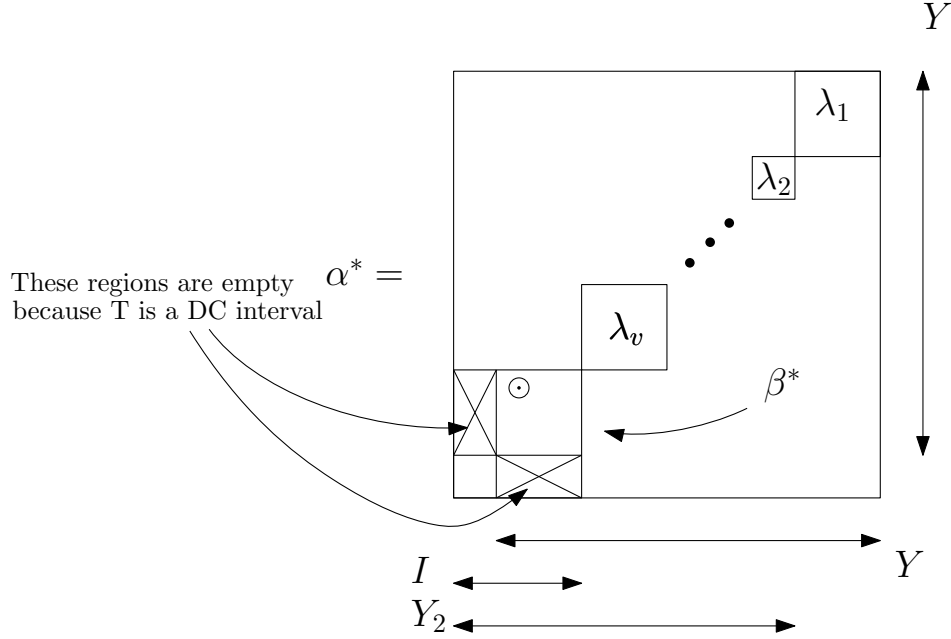 Y
λ₁
λ₂
These regions are empty
because T is a DC interval
α* =
λᵥ
β*
I
Y
Y₂